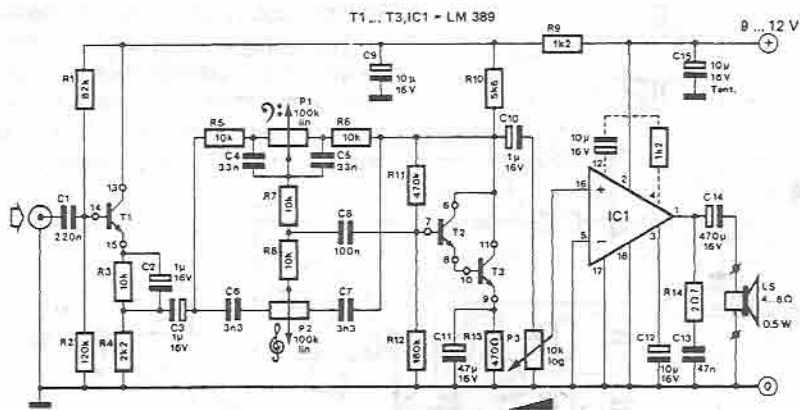 T1 ... T3, IC1 = LM 389
9 ... 12 V
R9
1k2
C9
10µ
16V
C15
10µ
16V
Tant.
R1
82k
R10
5k6
P1
100k
lin
R5
10k
R6
10k
C10
1µ
16V
10µ
16V
1k2
C4
33n
C5
33n
12
2
4
13
R11
470k
C1
220n
14
T1
R7
10k
6
16
+
IC1
1
C14
470µ
16V
15
C8
100n
7
T2
11
5
−
3
R3
10k
C2
1µ
16V
R8
10k
8
10
T3
17
18
R14
2Ω7
LS
4...8Ω
0,5W
C6
3n3
C7
3n3
9
R2
120k
R4
2k2
C3
1µ
16V
P2
100k
lin
R12
180k
C11
47µ
16V
R13
470Ω
P3
10k
log
C12
10µ
16V
C13
47n
0